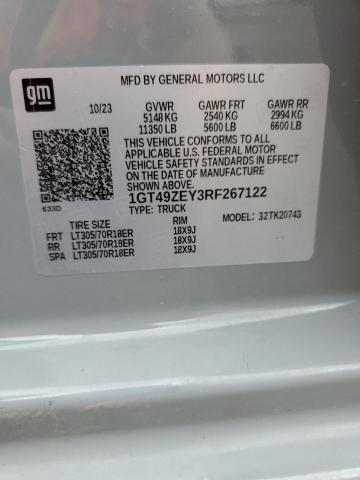 gm
MFD BY GENERAL MOTORS LLC
10/23 GVWR GAWR FRT GAWR RR
5148 KG 2540 KG 2994 KG
11350 LB 5600 LB 6600 LB
THIS VEHICLE CONFORMS TO ALL
APPLICABLE U.S. FEDERAL MOTOR
VEHICLE SAFETY STANDARDS IN EFFECT
ON THE DATE OF MANUFACTURE
SHOWN ABOVE.
1GT49ZEY3RF267122
633D
TYPE: TRUCK MODEL: 32TK20743
TIRE SIZE RIM
FRT LT305/70R18ER 18X9J
RR LT305/70R18ER 18X9J
SPA LT305/70R18ER 18X9J